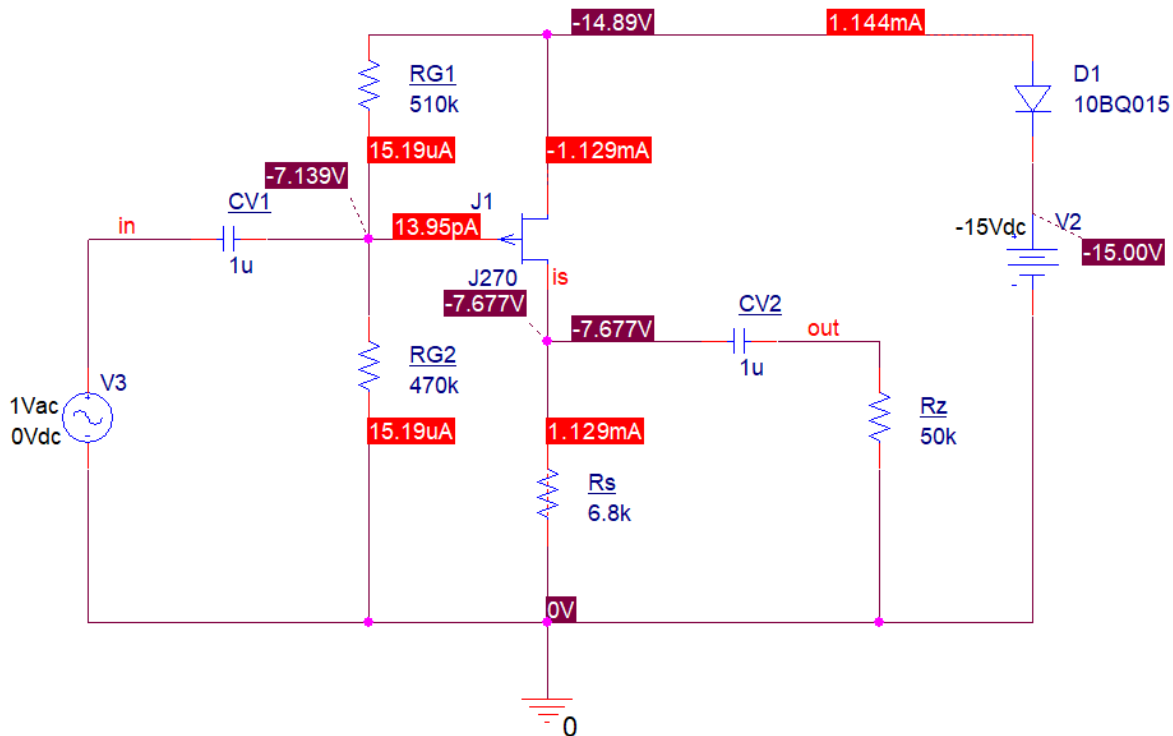 -14.89V
1.144mA
RG1
510k
D1
10BQ015
15.19uA
-1.129mA
-7.139V
CV1
J1
in
13.95pA
-15Vdc
V2
1u
+
-15.00V
J270
is
-
-7.677V
-7.677V
CV2
out
RG2
470k
1u
V3
1Vac
0Vdc
+
-
Rz
50k
15.19uA
1.129mA
Rs
6.8k
0V
0